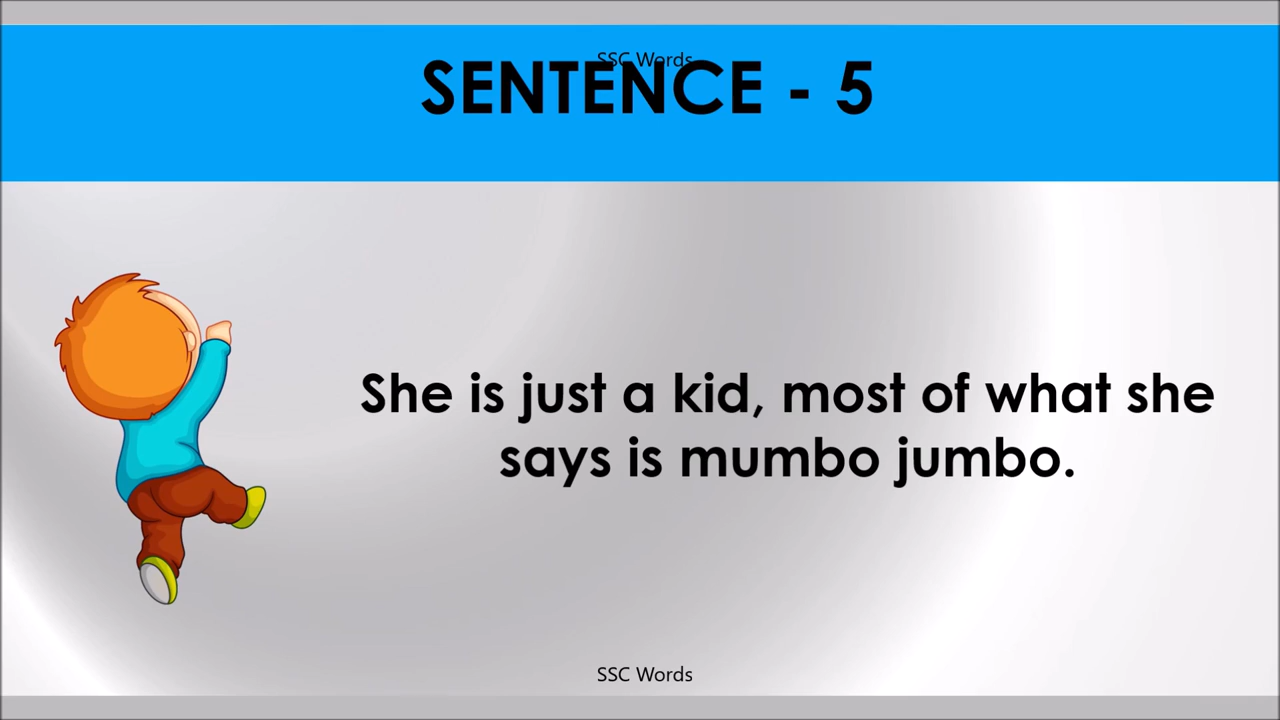 SSC Words
SENTENCE - 5
She is just a kid, most of what she
says is mumbo jumbo.
SSC Words